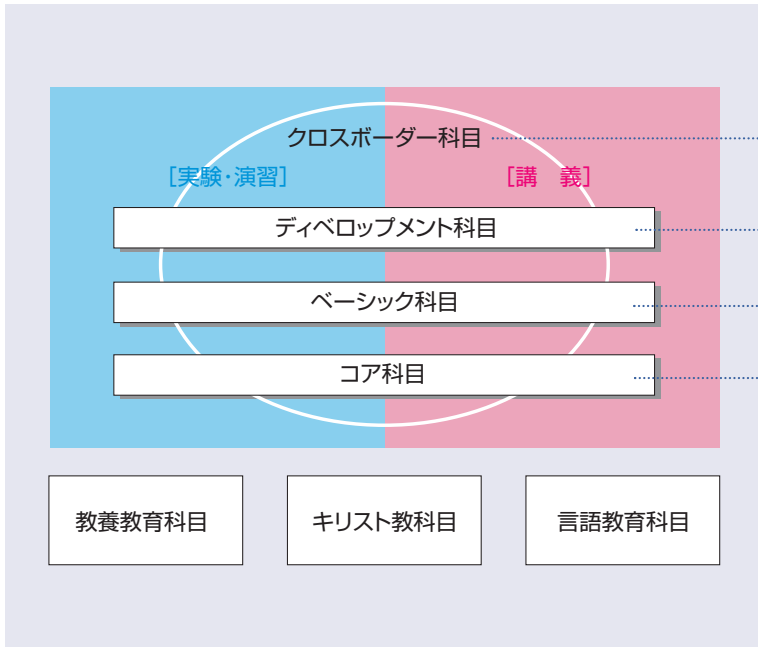 クロスボーダー科目
[実験・演習]
[講　義]
ディベロップメント科目
ベーシック科目
コア科目
教養教育科目
キリスト教科目
言語教育科目